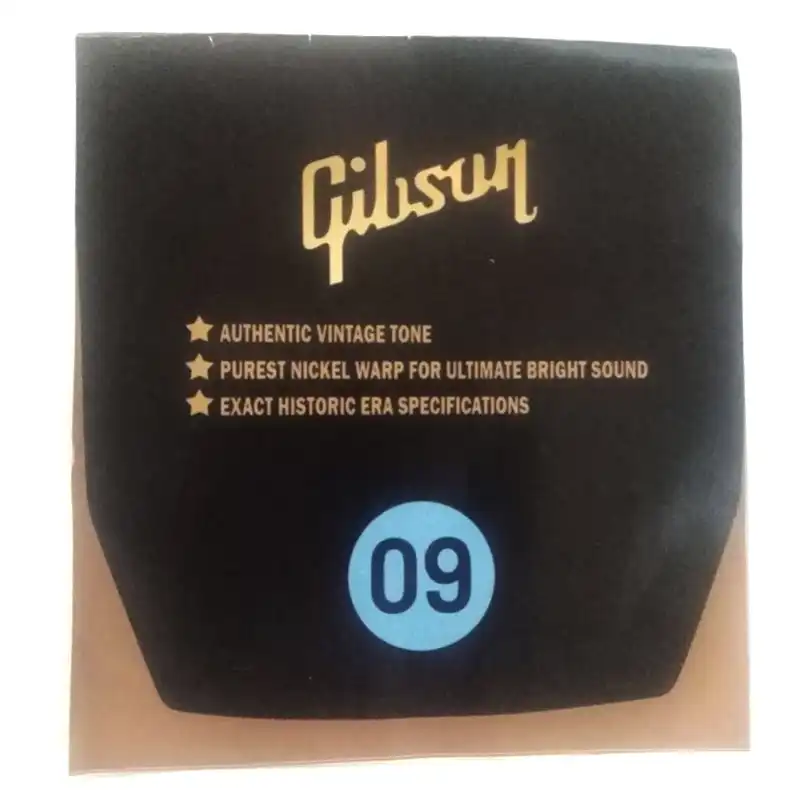 Gibson
AUTHENTIC VINTAGE TONE
PUREST NICKEL WARP FOR ULTIMATE BRIGHT SOUND
EXACT HISTORIC ERA SPECIFICATIONS
09